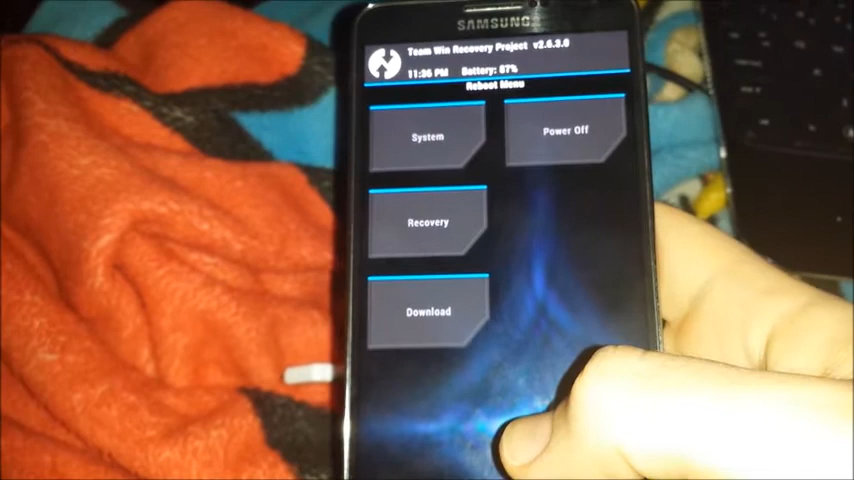 SAMSUNG
Team Win Recovery Project v2.6.3.0
11:36 PM Battery: 87%
Reboot Menu
System
Power Off
Recovery
Download